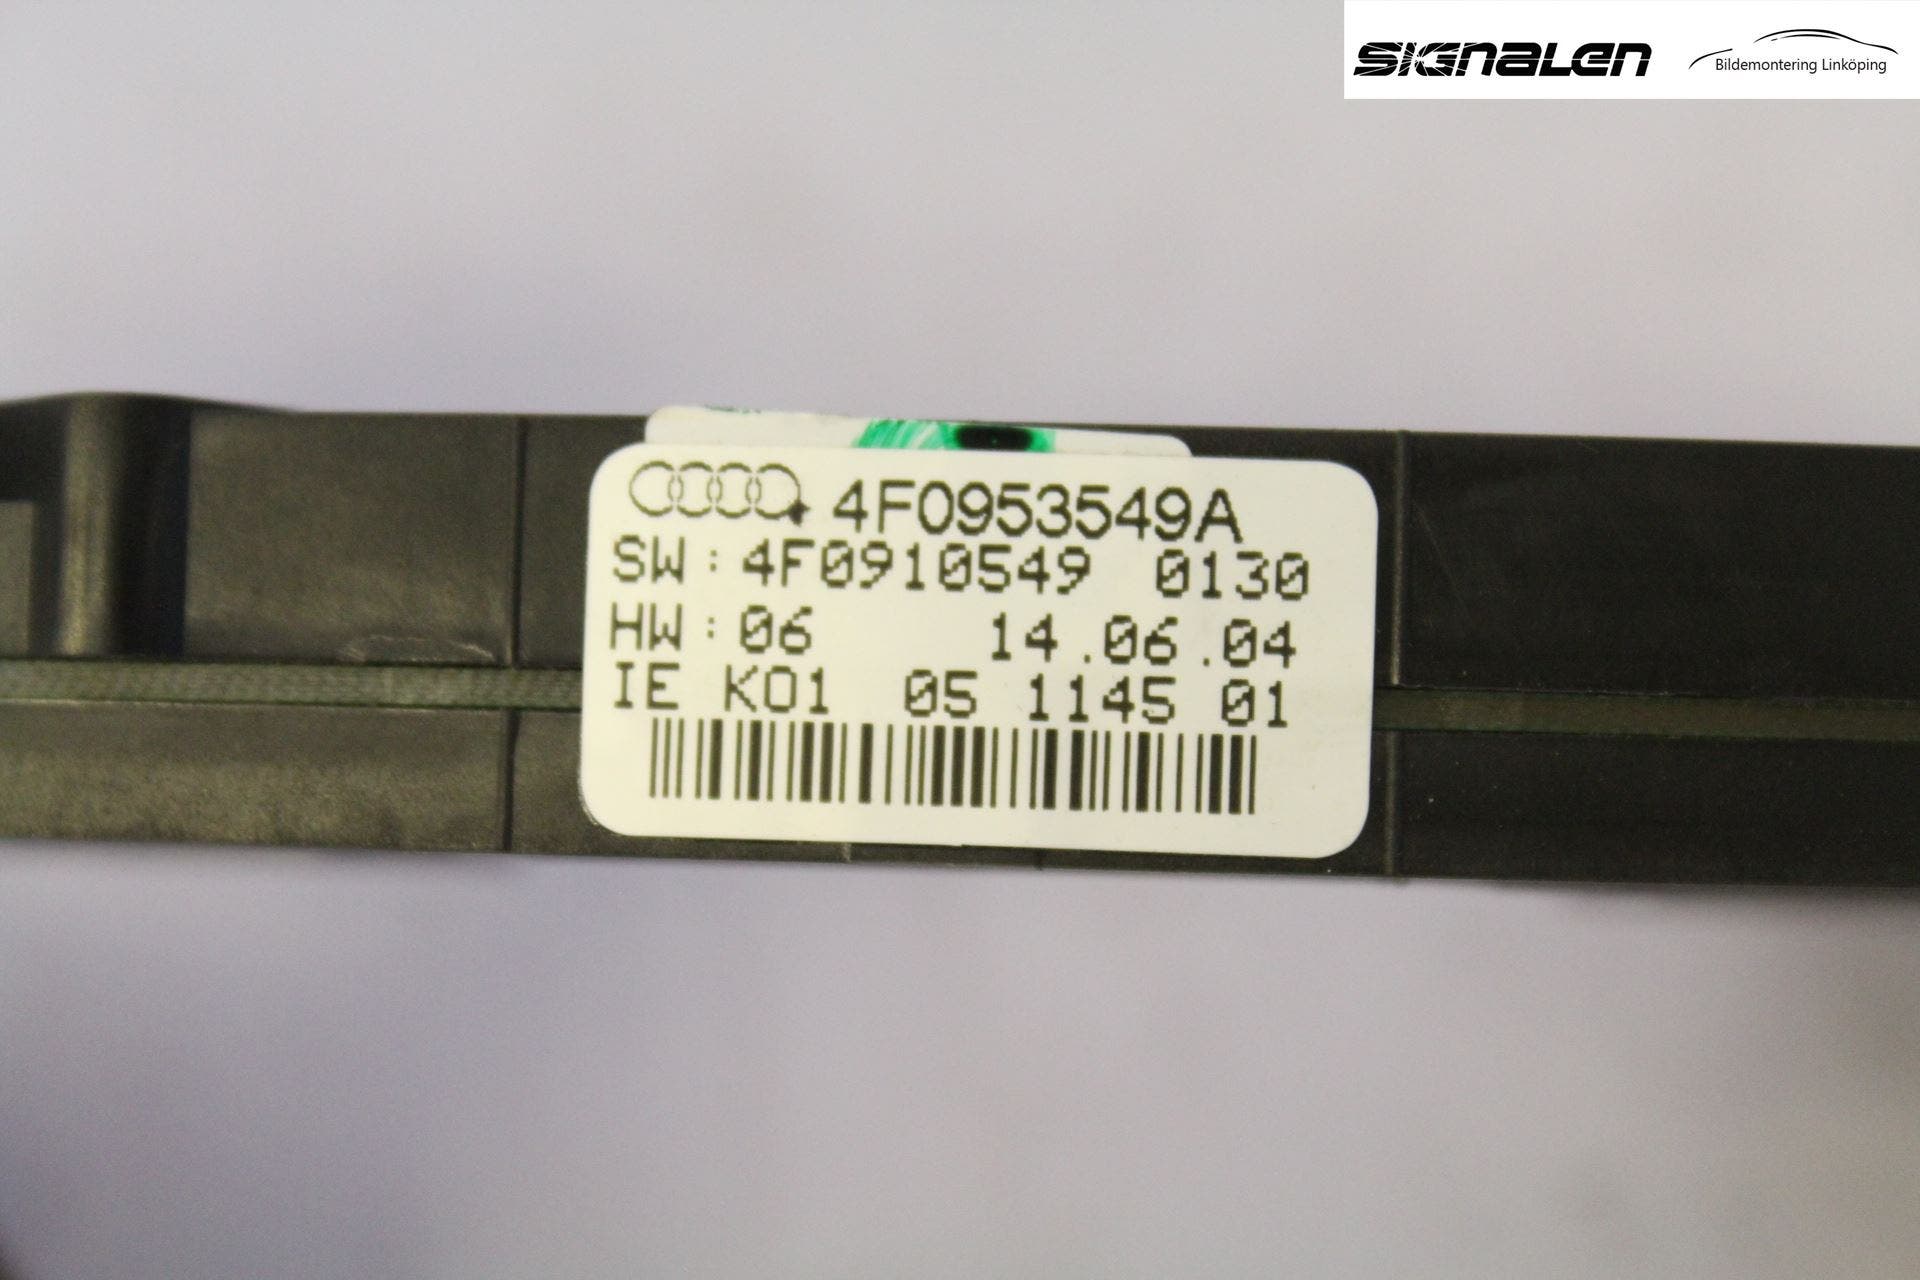 SIGNALEN
Bildemontering Linköping
4F0953549A
SW: 4F0910549 0130
HW: 06 14.06.04
IE K01 05 1145 01